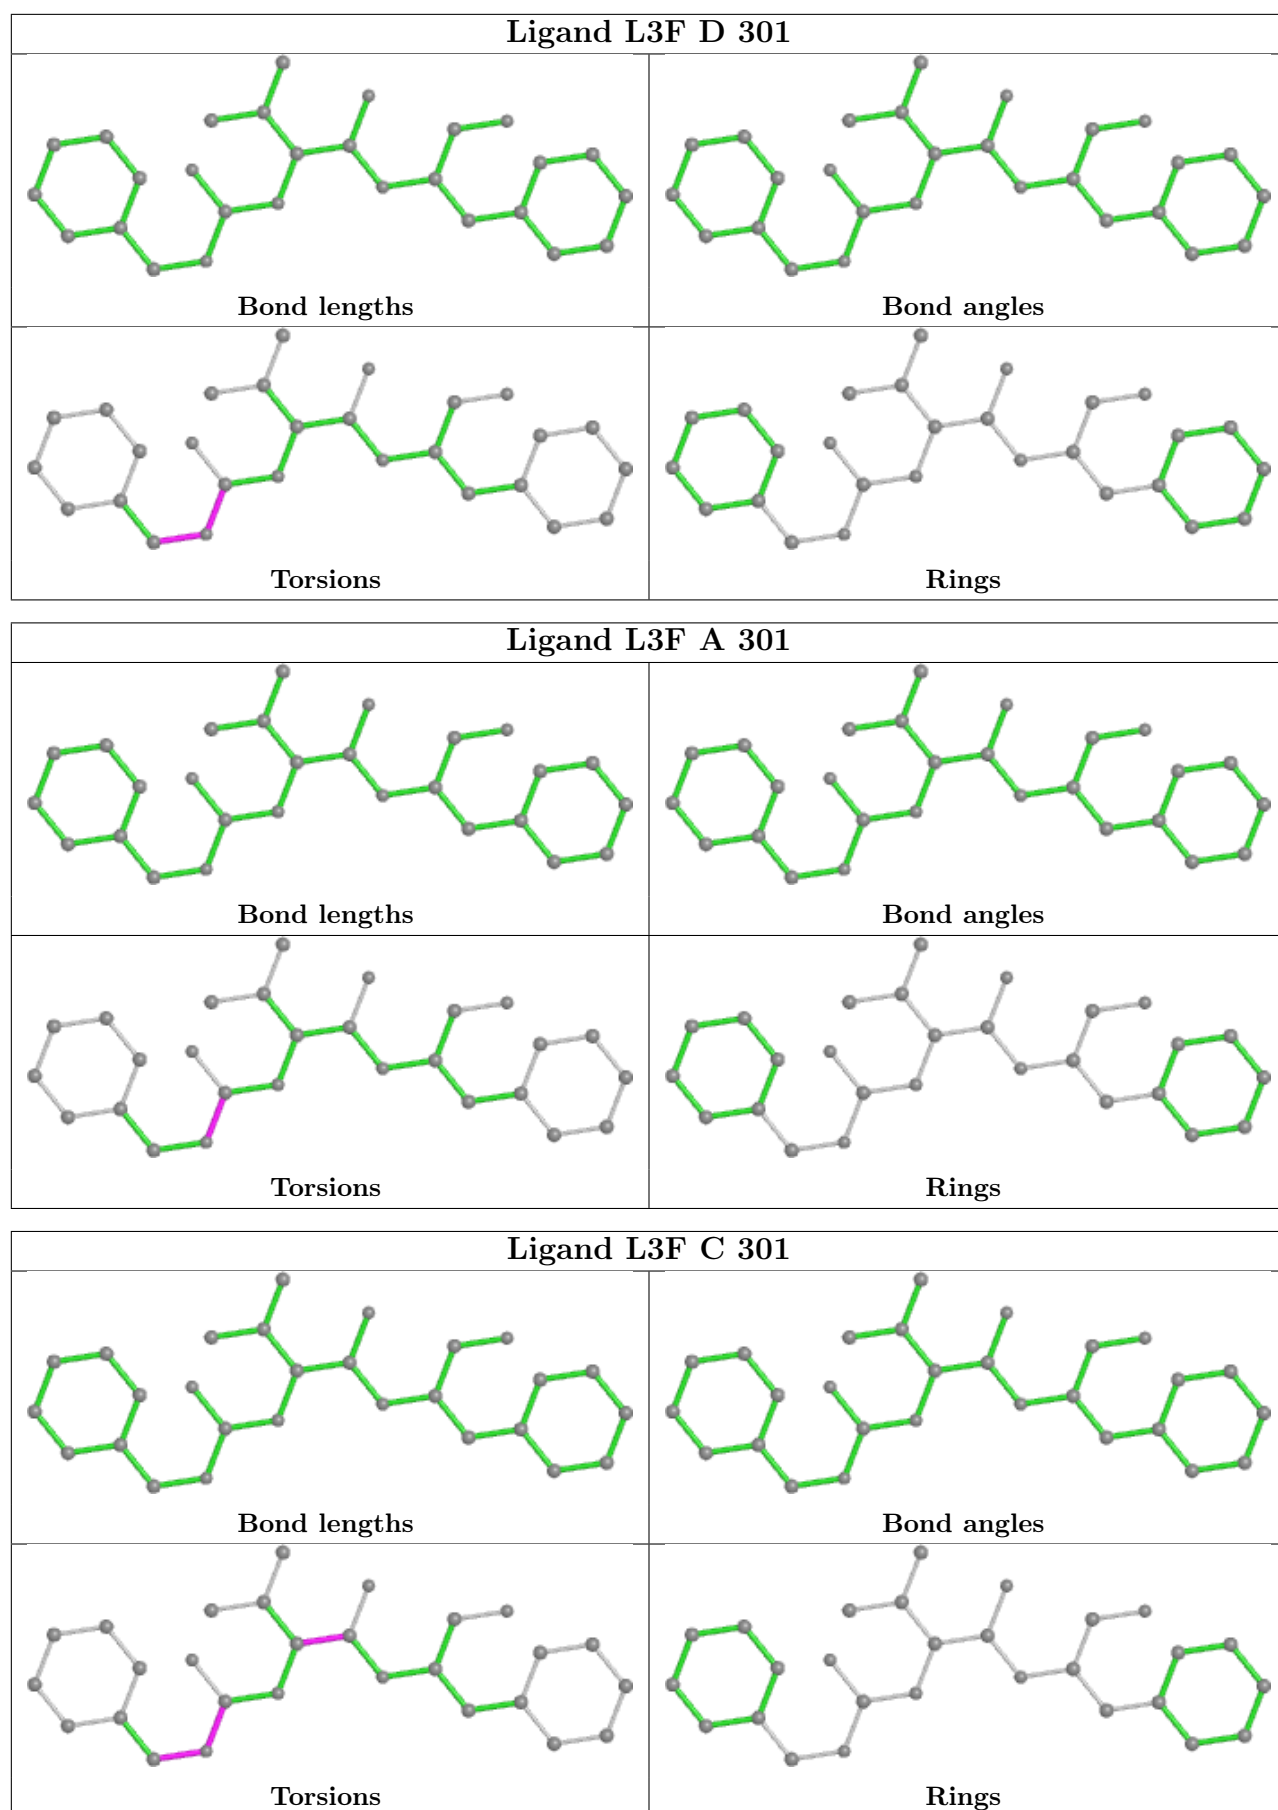 Ligand L3F D 301
Bond lengths
Bond angles
Torsions
Rings
Ligand L3F A 301
Bond lengths
Bond angles
Torsions
Rings
Ligand L3F C 301
Bond lengths
Bond angles
Torsions
Rings